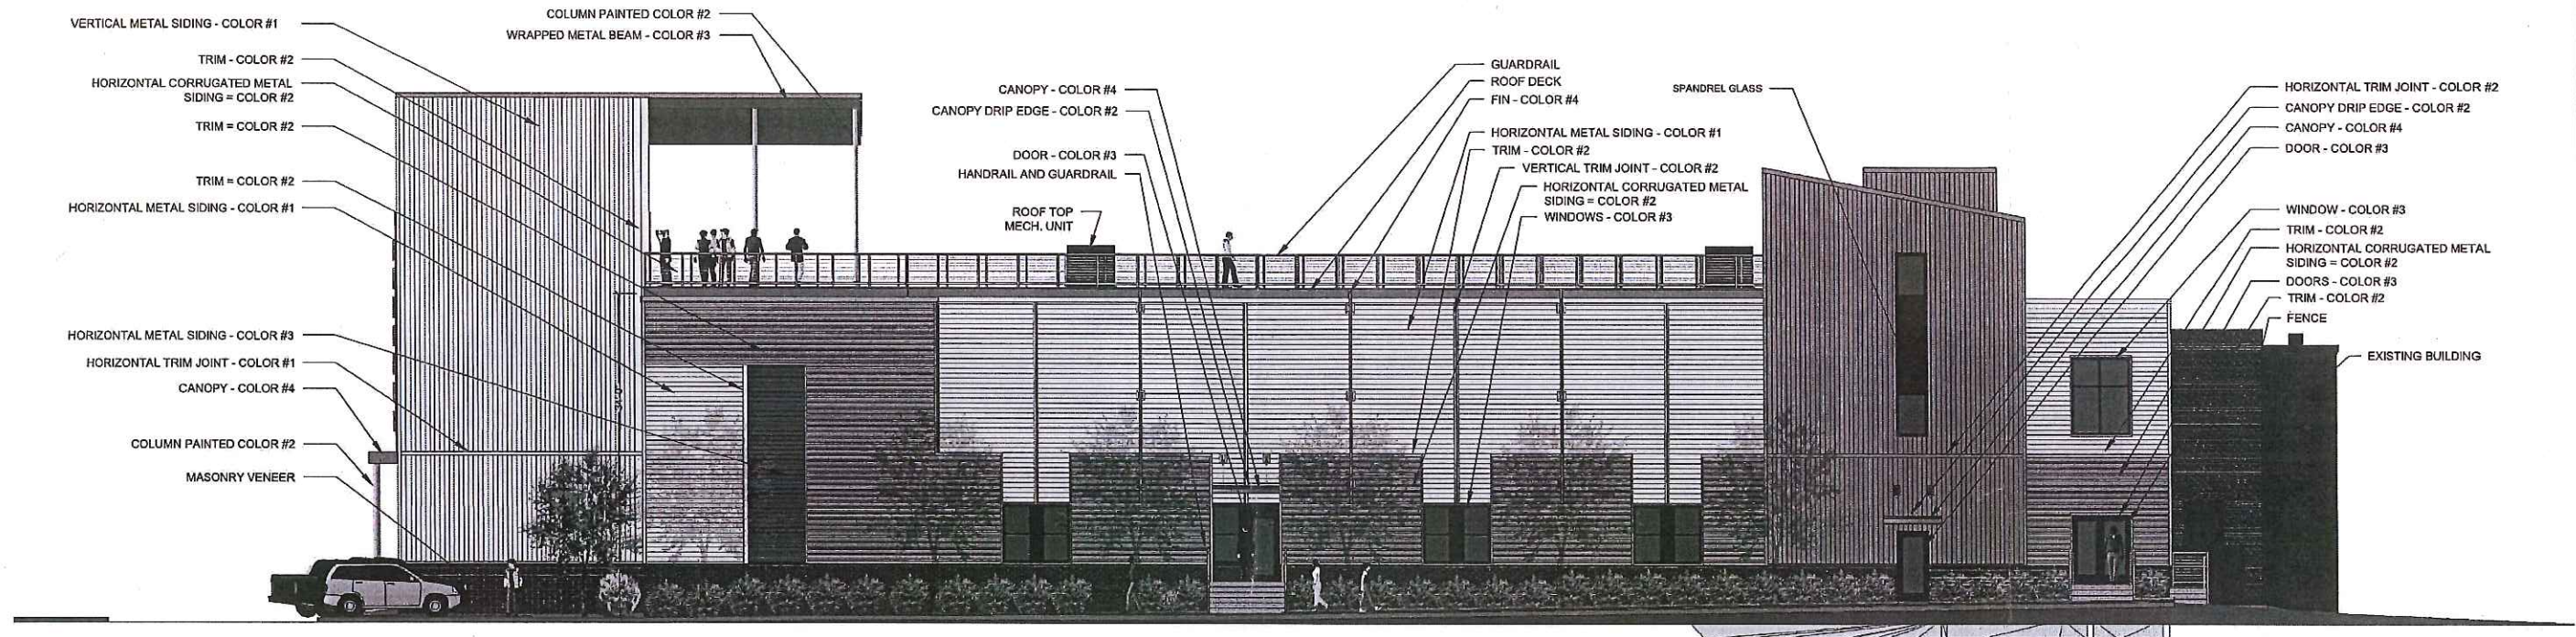 VERTICAL METAL SIDING - COLOR #1
TRIM - COLOR #2
HORIZONTAL CORRUGATED METAL
SIDING = COLOR #2
TRIM = COLOR #2
TRIM = COLOR #2
HORIZONTAL METAL SIDING - COLOR #1
HORIZONTAL METAL SIDING - COLOR #3
HORIZONTAL TRIM JOINT - COLOR #1
CANOPY - COLOR #4
COLUMN PAINTED COLOR #2
MASONRY VENEER
COLUMN PAINTED COLOR #2
WRAPPED METAL BEAM - COLOR #3
CANOPY - COLOR #4
CANOPY DRIP EDGE - COLOR #2
DOOR - COLOR #3
HANDRAIL AND GUARDRAIL
ROOF TOP
MECH. UNIT
GUARDRAIL
ROOF DECK
FIN - COLOR #4
HORIZONTAL METAL SIDING - COLOR #1
TRIM - COLOR #2
VERTICAL TRIM JOINT - COLOR #2
HORIZONTAL CORRUGATED METAL
SIDING = COLOR #2
WINDOWS - COLOR #3
SPANDREL GLASS
HORIZONTAL TRIM JOINT - COLOR #2
CANOPY DRIP EDGE - COLOR #2
CANOPY - COLOR #4
DOOR - COLOR #3
WINDOW - COLOR #3
TRIM - COLOR #2
HORIZONTAL CORRUGATED METAL
SIDING = COLOR #2
DOORS - COLOR #3
TRIM - COLOR #2
FENCE
EXISTING BUILDING